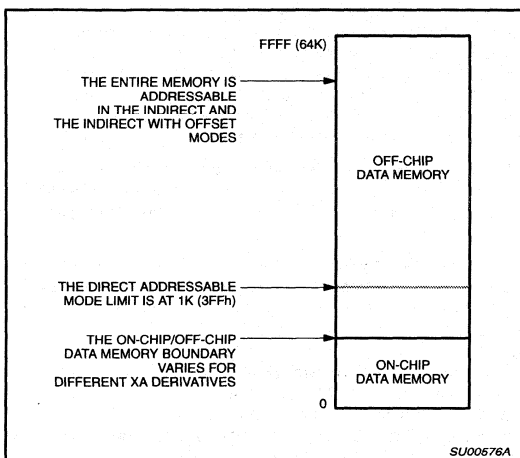 FFFF (64K)
THE ENTIRE MEMORY IS
ADDRESSABLE
IN THE INDIRECT AND
THE INDIRECT WITH OFFSET
MODES
OFF-CHIP
DATA MEMORY
THE DIRECT ADDRESSABLE
MODE LIMIT IS AT 1K (3FFh)
THE ON-CHIP/OFF-CHIP
DATA MEMORY BOUNDARY
VARIES FOR
DIFFERENT XA DERIVATIVES
ON-CHIP
DATA MEMORY
0
SU00576A